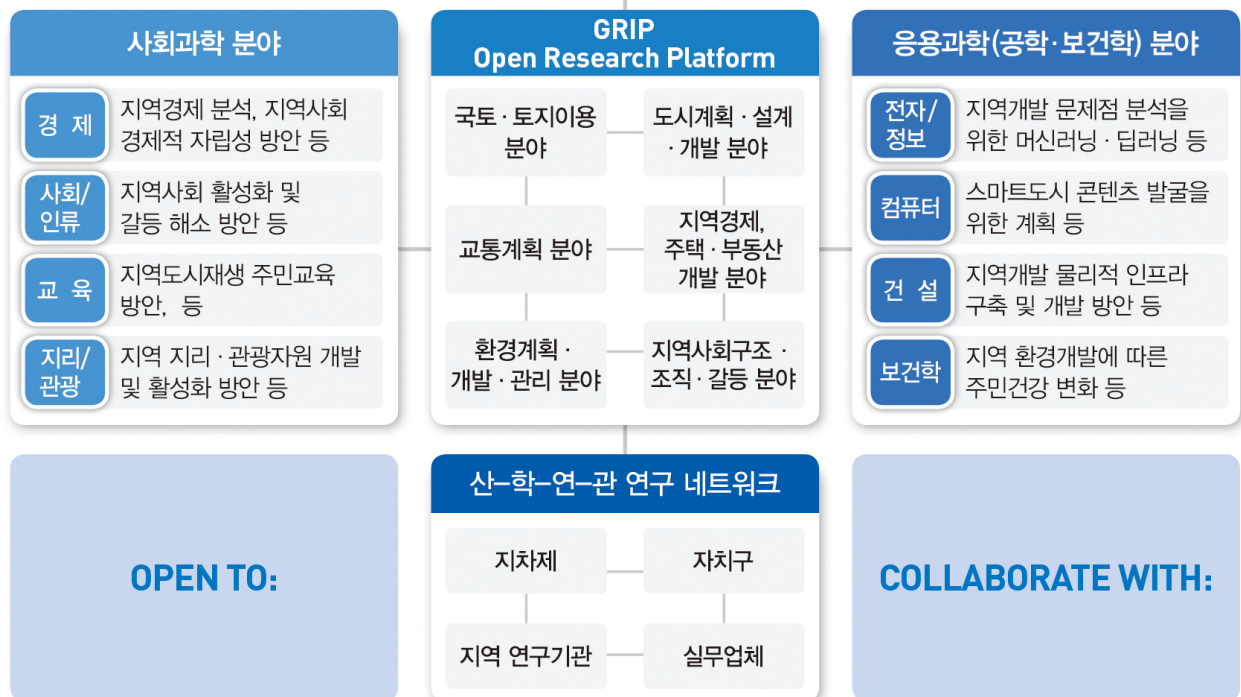 사회과학 분야
경 제
지역경제 분석, 지역사회
경제적 자립성 방안 등
사회/
인류
지역사회 활성화 및
갈등 해소 방안 등
교 육
지역도시재생 주민교육
방안, 등
지리/
관광
지역 지리·관광자원 개발
및 활성화 방안 등
GRIP
Open Research Platform
국토·토지이용
분야
도시계획·설계
·개발 분야
교통계획 분야
지역경제,
주택·부동산
개발 분야
환경계획·
개발·관리 분야
지역사회구조·
조직·갈등 분야
응용과학(공학·보건학) 분야
전자/
정보
지역개발 문제점 분석을
위한 머신러닝·딥러닝 등
컴퓨터
스마트도시 콘텐츠 발굴을
위한 계획 등
건 설
지역개발 물리적 인프라
구축 및 개발 방안 등
보건학
지역 환경개발에 따른
주민건강 변화 등
OPEN TO:
산-학-연-관 연구 네트워크
지차제
자치구
지역 연구기관
실무업체
COLLABORATE WITH: